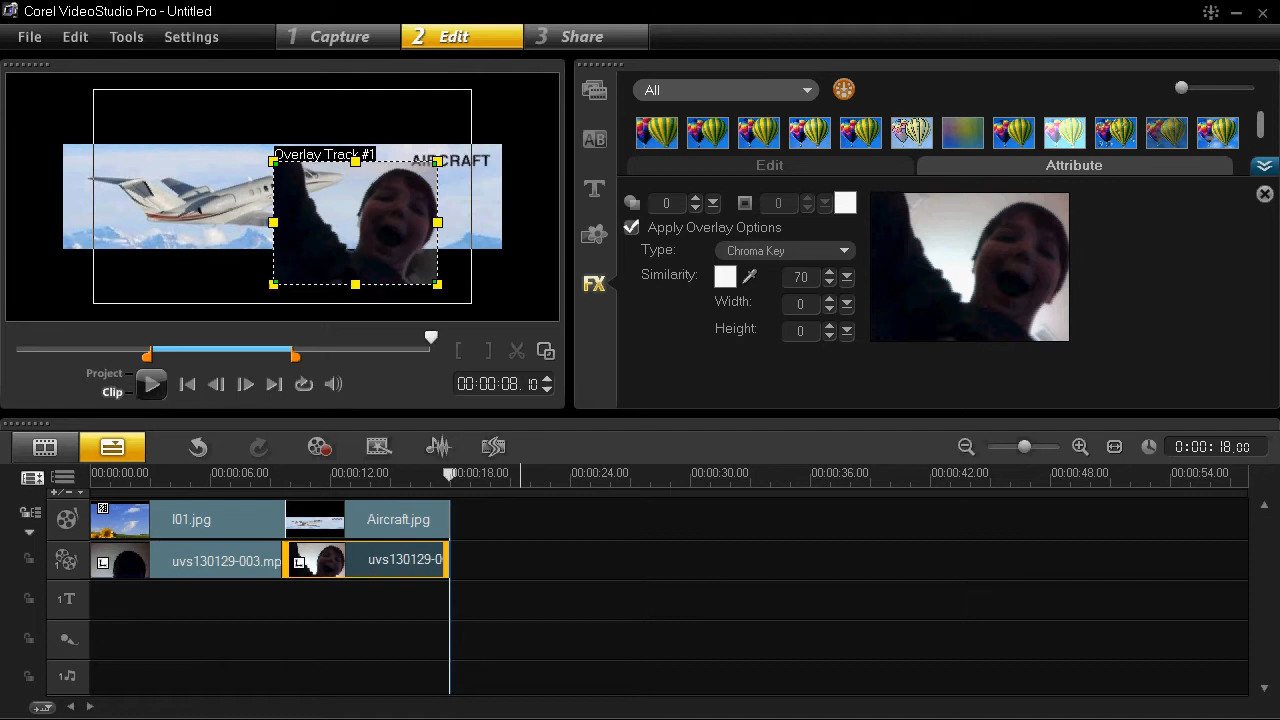 Corel VideoStudio Pro - Untitled
File Edit Tools Settings 1 Capture 2 Edit 3 Share
All
Overlay Track #1
AIRCRAFT
Edit Attribute
0 0
Apply Overlay Options
Type: Chroma Key
Similarity: 70
Width: 0
Height: 0
Project
Clip
00:00:08.10
AB
T
FX
0:00:18.00
00:00:00.00 00:00:06.00 00:00:12.00 00:00:18.00 00:00:24.00 00:00:30.00 00:00:36.00 00:00:42.00 00:00:48.00 00:00:54.00
I01.jpg Aircraft.jpg
uvs130129-003.mp uvs130129-0
1T
1